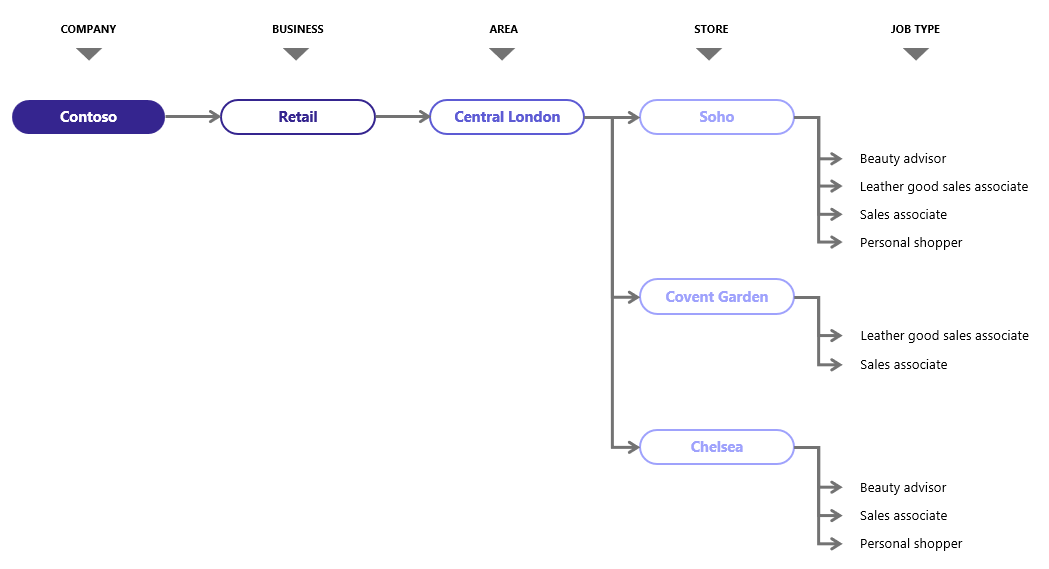 COMPANY
BUSINESS
AREA
STORE
JOB TYPE
Contoso
Retail
Central London
Soho
Beauty advisor
Leather good sales associate
Sales associate
Personal shopper
Covent Garden
Leather good sales associate
Sales associate
Chelsea
Beauty advisor
Sales associate
Personal shopper